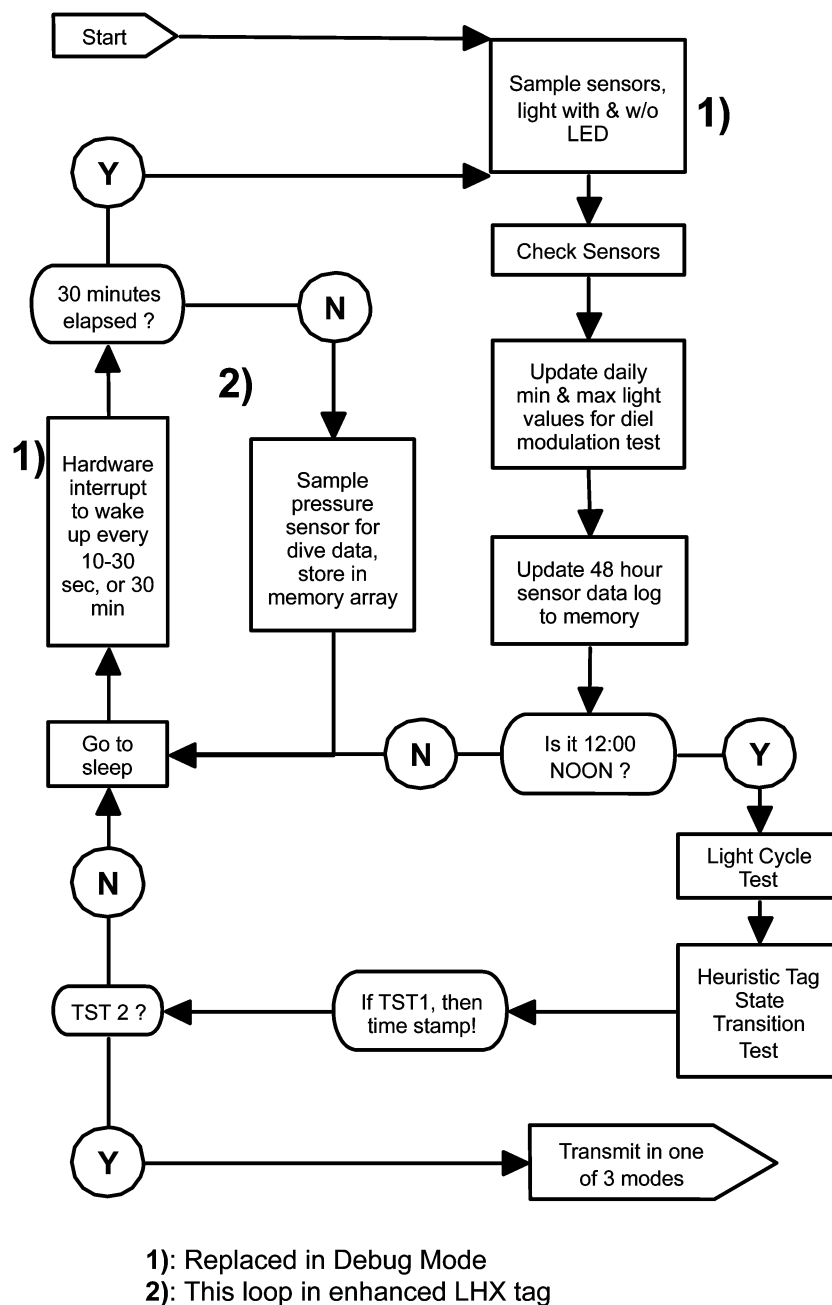 Start
Sample sensors,
light with & w/o
LED
1)
Y
Check Sensors
30 minutes
elapsed ?
N
2)
Update daily
min & max light
values for diel
modulation test
1)
Hardware
interrupt
to wake
up every
10-30
sec, or 30
min
Sample
pressure
sensor for
dive data,
store in
memory array
Update 48 hour
sensor data log
to memory
Go to
sleep
N
Is it 12:00
NOON ?
Y
Light Cycle
Test
N
Heuristic Tag
State
Transition
Test
If TST1, then
time stamp!
TST 2 ?
Y
Transmit in one
of 3 modes
1): Replaced in Debug Mode
2): This loop in enhanced LHX tag